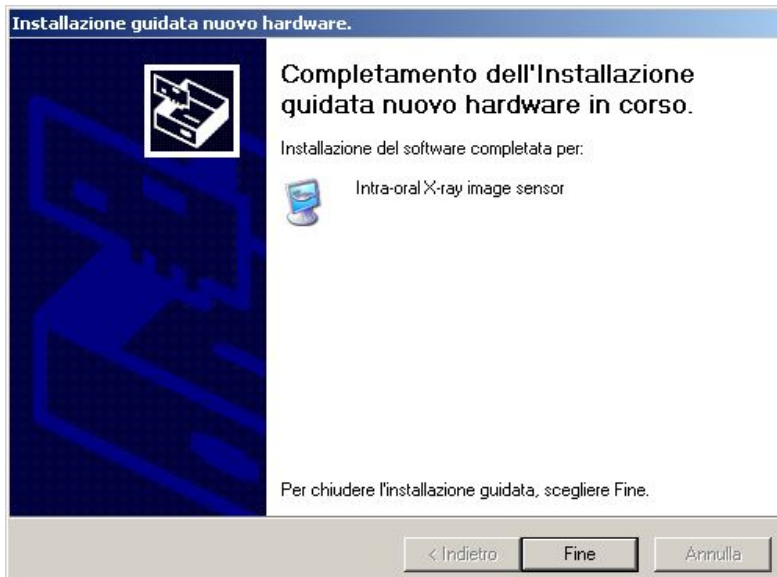 Installazione guidata nuovo hardware.
Completamento dell'Installazione
guidata nuovo hardware in corso.
Installazione del software completata per:
Intra-oral X-ray image sensor
Per chiudere l'installazione guidata, scegliere Fine.
< Indietro
Fine
Annulla